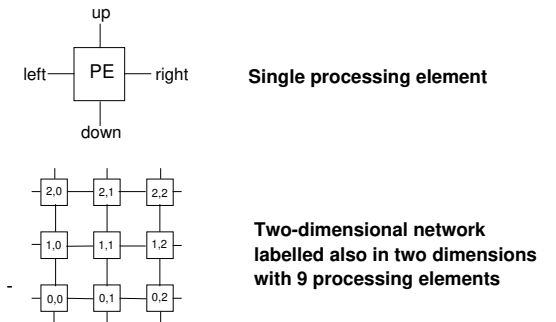 up
left PE right
Single processing element
down
2,0 2,1 2,2
Two-dimensional network
1,0 1,1 1,2
labelled also in two dimensions
with 9 processing elements
-
0,0 0,1 0,2